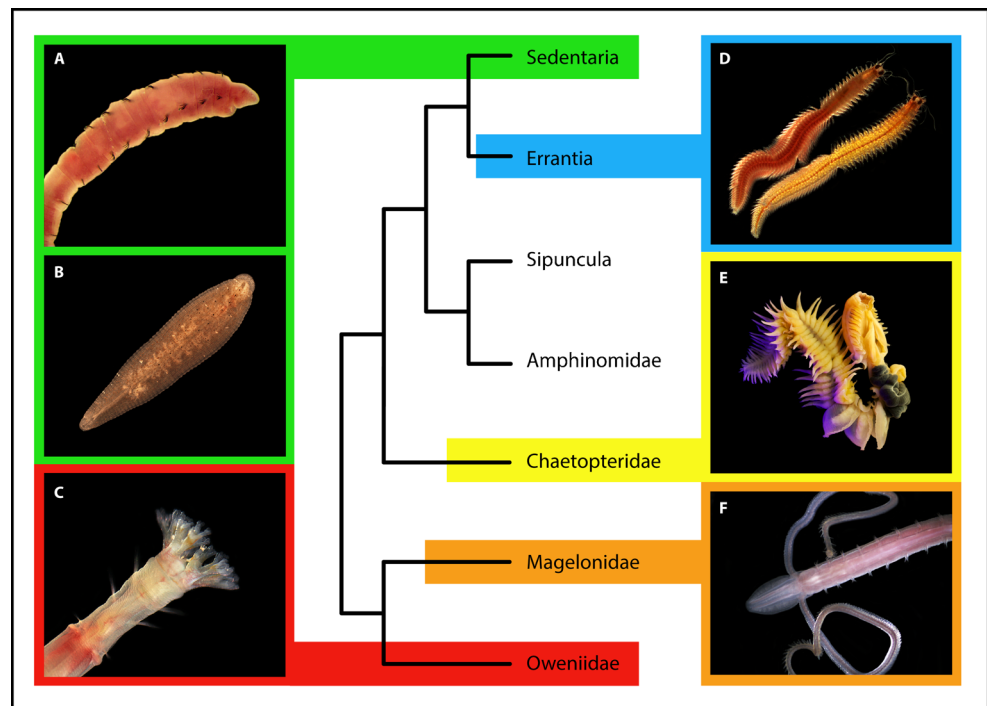 A
Sedentaria
D
Errantia
B
Sipuncula
E
Amphinomidae
Chaetopteridae
C
F
Magelonidae
Oweniidae